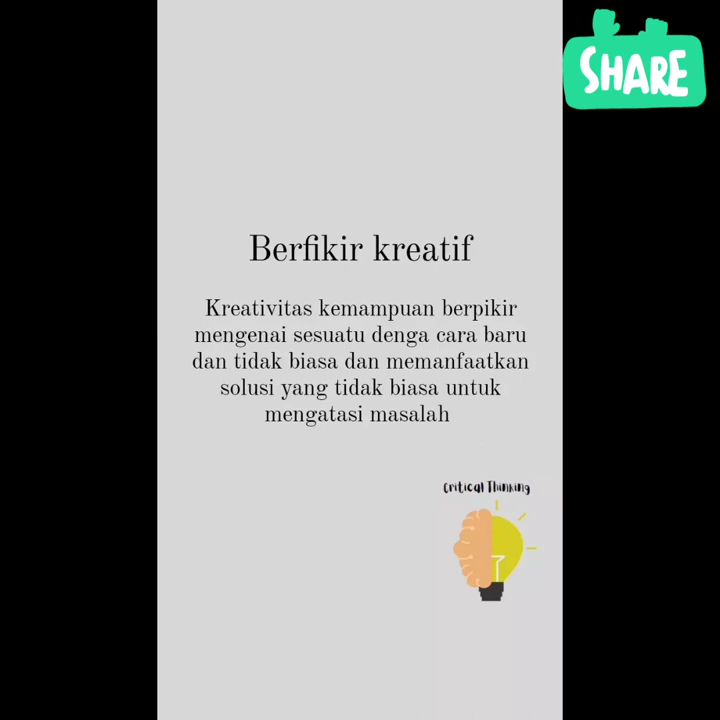 SHARE
Berfikir kreatif
Kreativitas kemampuan berpikir
mengenai sesuatu denga cara baru
dan tidak biasa dan memanfaatkan
solusi yang tidak biasa untuk
mengatasi masalah
Critical Thinking